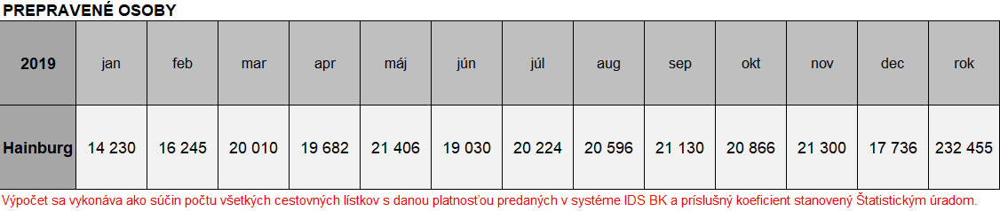 PREPRAVENÉ OSOBY
2019 jan feb mar apr máj jún júl aug sep okt nov dec rok
Hainburg 14 230 16 245 20 010 19 682 21 406 19 030 20 224 20 596 21 130 20 866 21 300 17 736 232 455
Výpočet sa vykonáva ako súčin počtu všetkých cestovných lístkov s danou platnosťou predaných v systéme IDS BK a príslušný koeficient stanovený Štatistickým úradom.